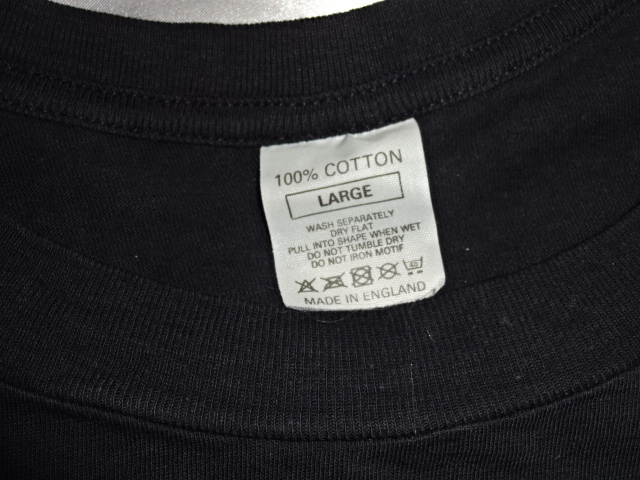 100% COTTON
LARGE
WASH SEPARATELY
DRY FLAT
PULL INTO SHAPE WHEN WET
DO NOT TUMBLE DRY
DO NOT IRON MOTIF
40
MADE IN ENGLAND